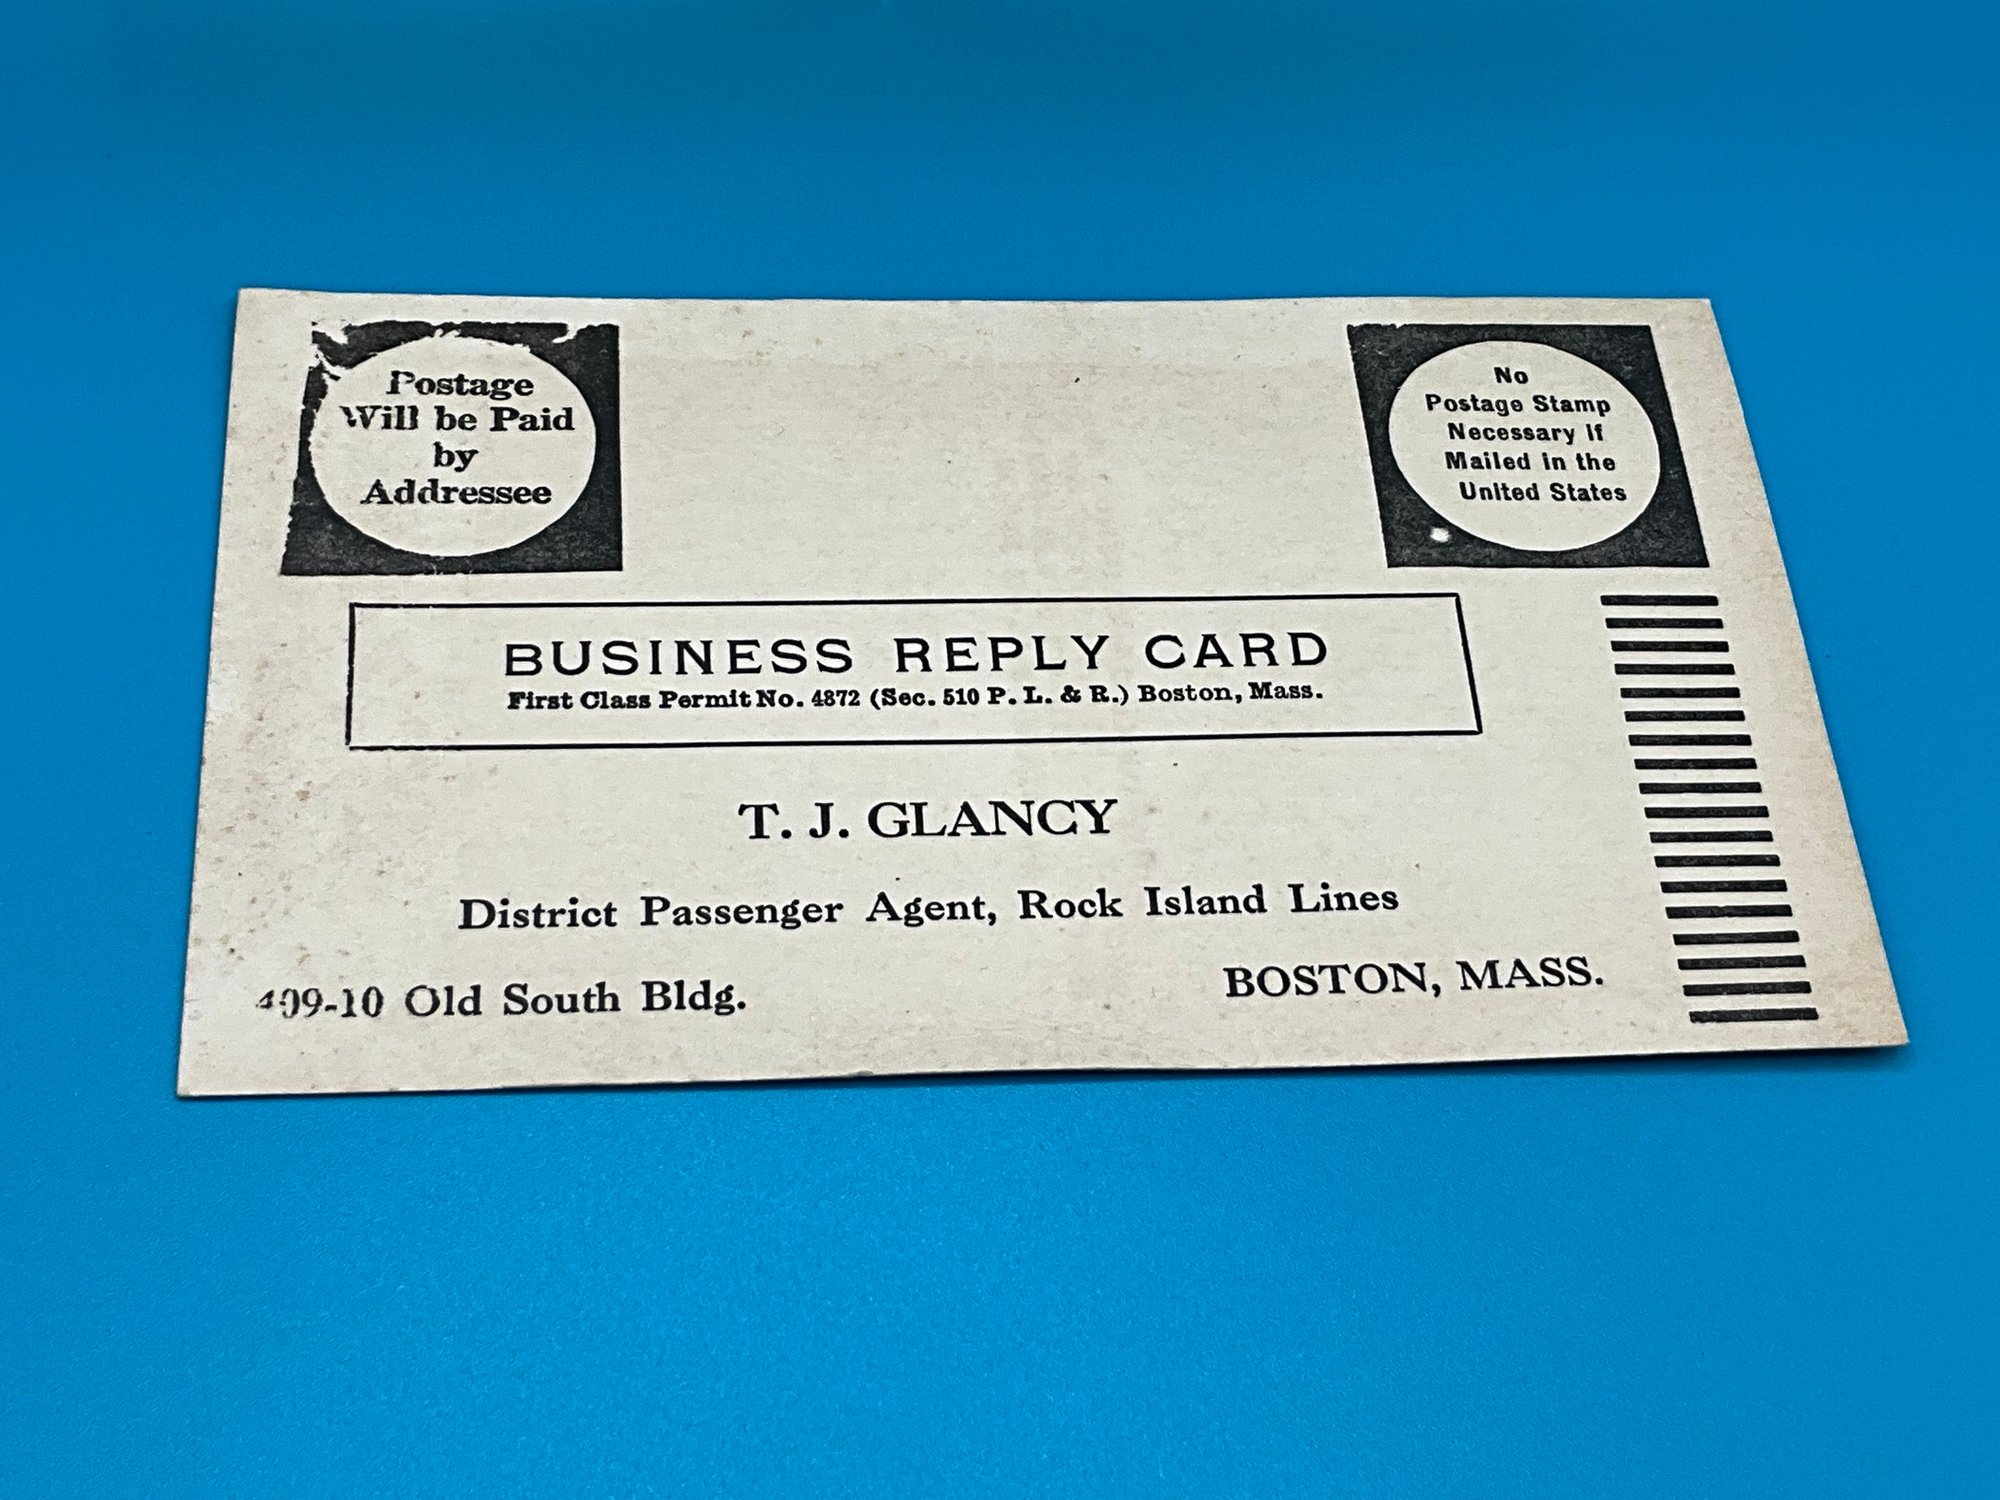 Postage
Will be Paid
by
Addressee
No
Postage Stamp
Necessary If
Mailed in the
United States
BUSINESS REPLY CARD
First Class Permit No. 4872 (Sec. 510 P. L. & R.) Boston, Mass.
T. J. GLANCY
District Passenger Agent, Rock Island Lines
409-10 Old South Bldg.
BOSTON, MASS.